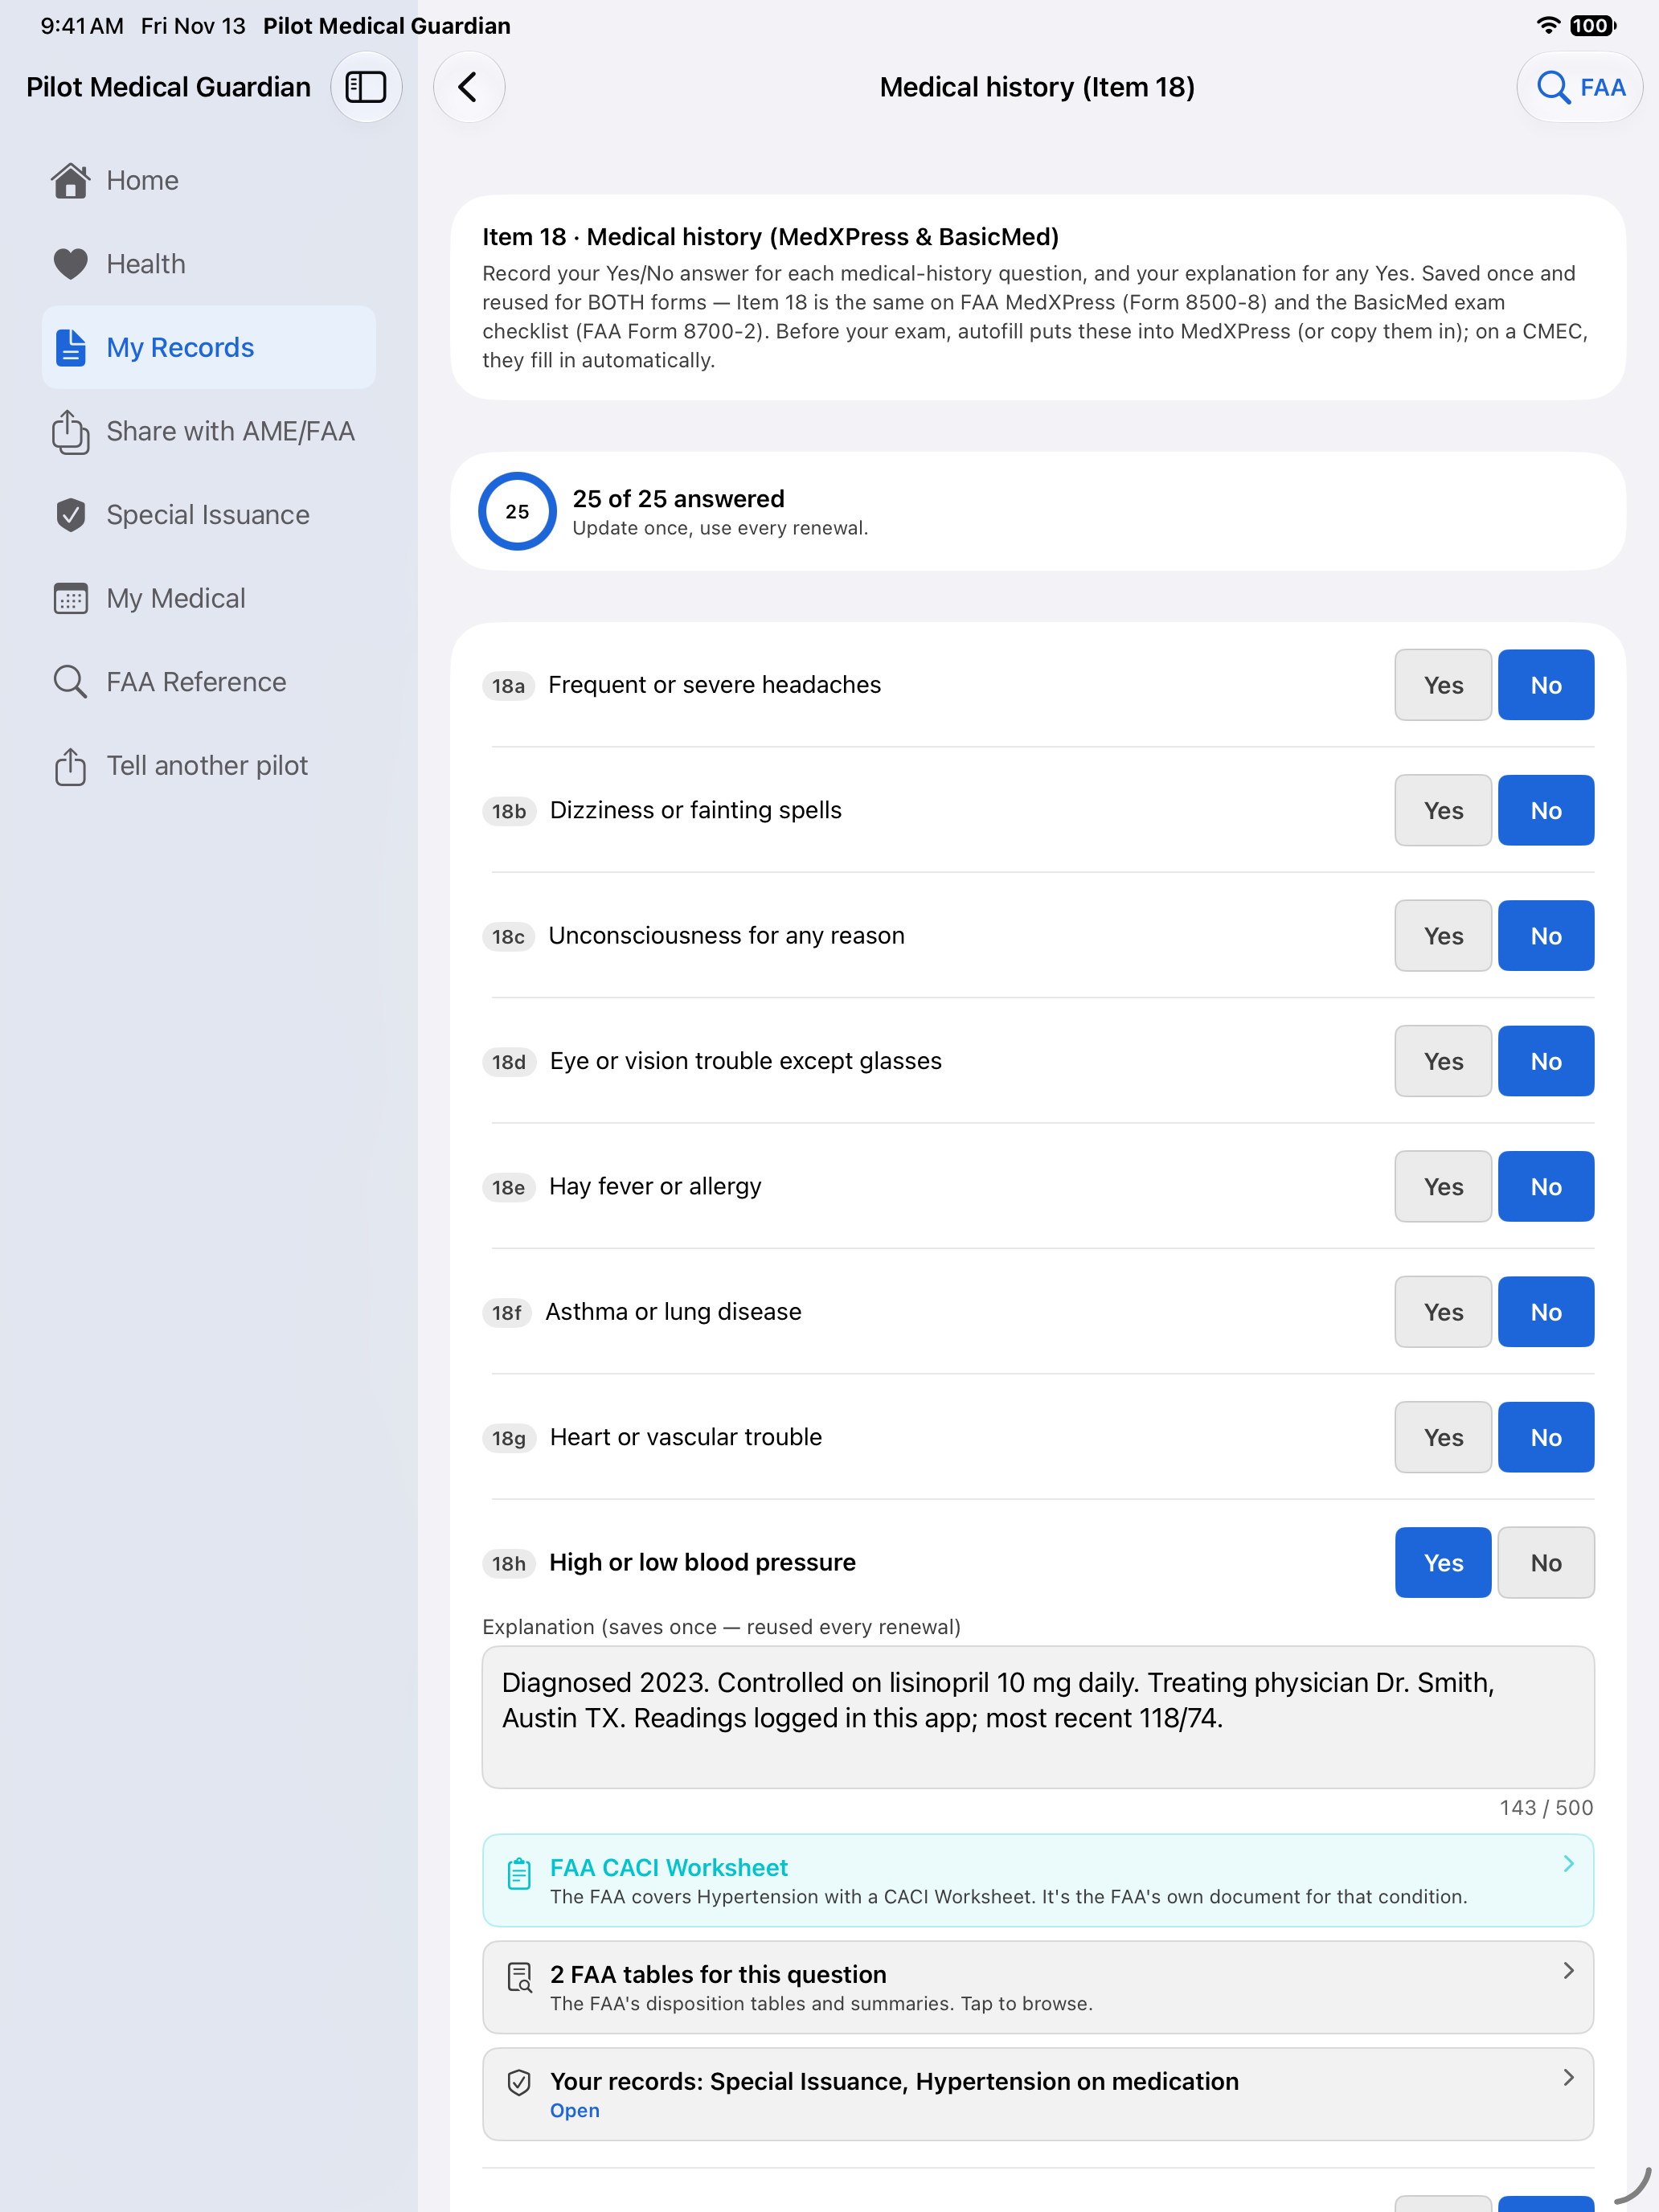 9:41 AM Fri Nov 13 Pilot Medical Guardian
100
Pilot Medical Guardian
Home
Health
My Records
Share with AME/FAA
Special Issuance
My Medical
FAA Reference
Tell another pilot
Medical history (Item 18)
FAA
Item 18 · Medical history (MedXPress & BasicMed)
Record your Yes/No answer for each medical-history question, and your explanation for any Yes. Saved once and
reused for BOTH forms — Item 18 is the same on FAA MedXPress (Form 8500-8) and the BasicMed exam
checklist (FAA Form 8700-2). Before your exam, autofill puts these into MedXPress (or copy them in); on a CMEC,
they fill in automatically.
25
25 of 25 answered
Update once, use every renewal.
18a Frequent or severe headaches Yes No
18b Dizziness or fainting spells Yes No
18c Unconsciousness for any reason Yes No
18d Eye or vision trouble except glasses Yes No
18e Hay fever or allergy Yes No
18f Asthma or lung disease Yes No
18g Heart or vascular trouble Yes No
18h High or low blood pressure Yes No
Explanation (saves once — reused every renewal)
Diagnosed 2023. Controlled on lisinopril 10 mg daily. Treating physician Dr. Smith,
Austin TX. Readings logged in this app; most recent 118/74.
143 / 500
FAA CACI Worksheet
The FAA covers Hypertension with a CACI Worksheet. It's the FAA's own document for that condition.
2 FAA tables for this question
The FAA's disposition tables and summaries. Tap to browse.
Your records: Special Issuance, Hypertension on medication
Open